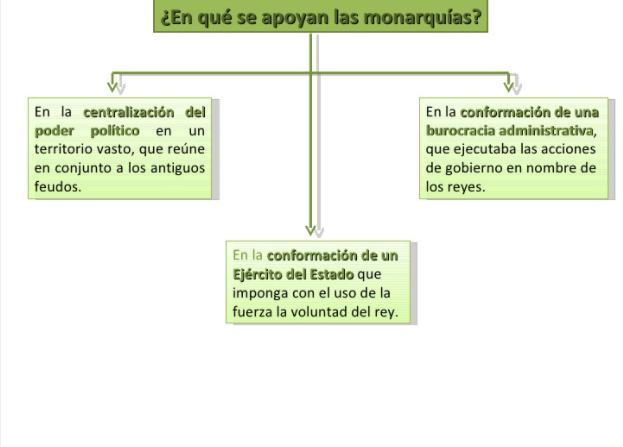 ¿En qué se apoyan las monarquías?
En la centralización del
poder político en un
territorio vasto, que reúne
en conjunto a los antiguos
feudos.
En la conformación de una
burocracia administrativa,
que ejecutaba las acciones
de gobierno en nombre de
los reyes.
En la conformación de un
Ejército del Estado que
imponga con el uso de la
fuerza la voluntad del rey.